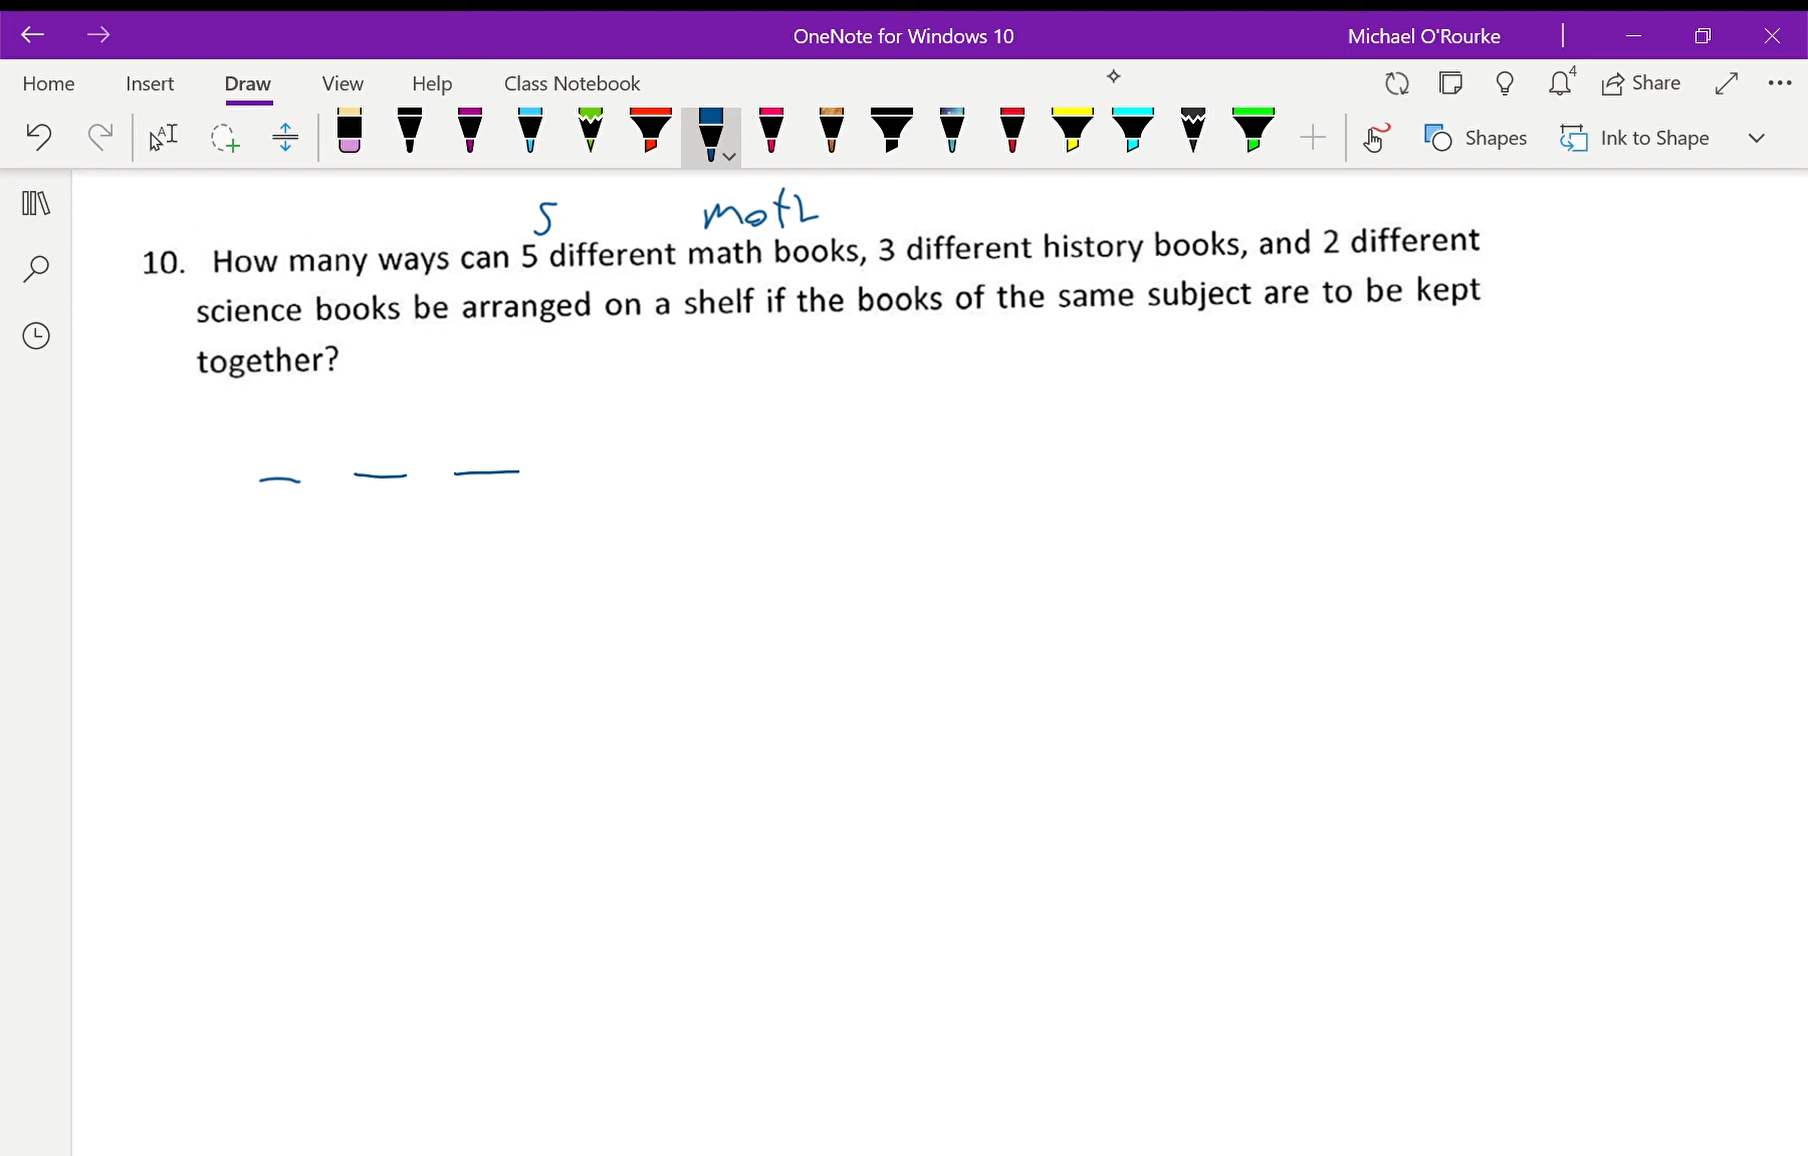 OneNote for Windows 10
Michael O'Rourke
Home Insert Draw View Help Class Notebook
4
Share
Shapes
Ink to Shape
5 math
10. How many ways can 5 different math books, 3 different history books, and 2 different
science books be arranged on a shelf if the books of the same subject are to be kept
together?